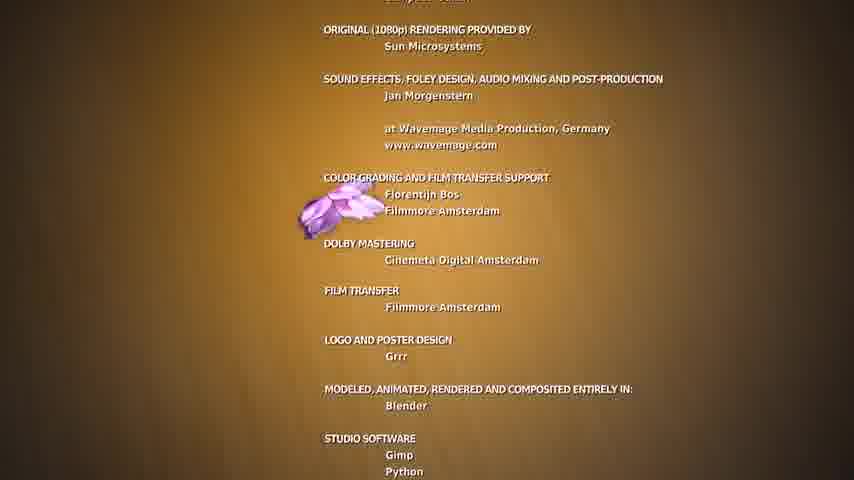 ORIGINAL (1080p) RENDERING PROVIDED BY
Sun Microsystems
SOUND EFFECTS, FOLEY DESIGN, AUDIO MIXING AND POST-PRODUCTION
Jan Morgenstern
at Wavemage Media Production, Germany
www.wavemage.com
COLOR GRADING AND FILM TRANSFER SUPPORT
Florentijn Bos
Filmmore Amsterdam
DOLBY MASTERING
Cinemeta Digital Amsterdam
FILM TRANSFER
Filmmore Amsterdam
LOGO AND POSTER DESIGN
Grrr
MODELED, ANIMATED, RENDERED AND COMPOSITED ENTIRELY IN:
Blender
STUDIO SOFTWARE
Gimp
Python